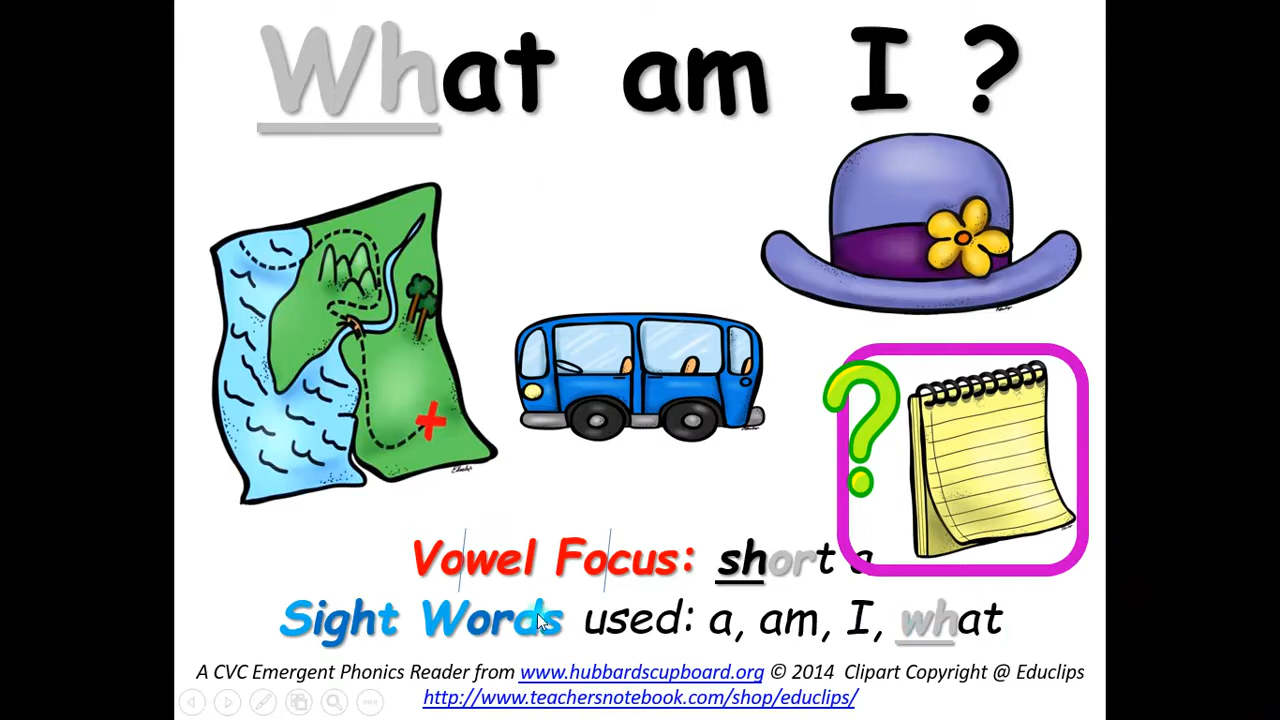 What am I ?
Vowel Focus: short a
Sight Words used: a, am, I, what
A CVC Emergent Phonics Reader from www.hubbardscupboard.org © 2014 Clipart Copyright @ Educlips
http://www.teachersnotebook.com/shop/educlips/